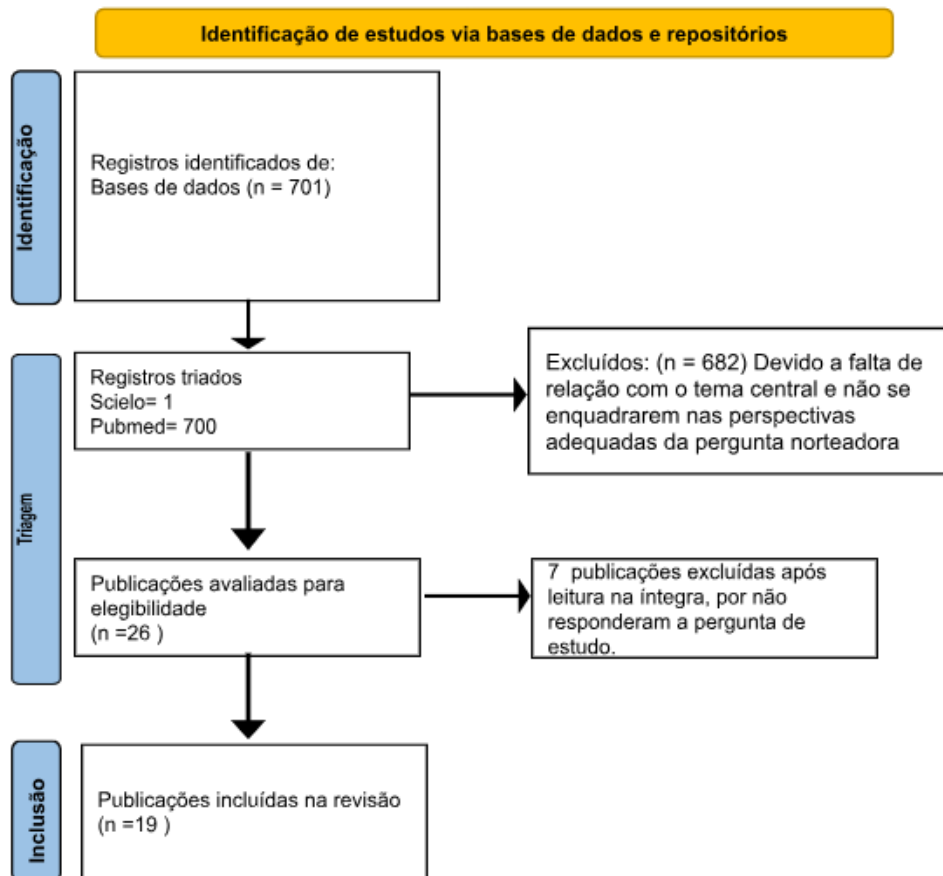 Identificação de estudos via bases de dados e repositórios
Identificação
Registros identificados de:
Bases de dados (n = 701)
Triagem
Registros triados
Scielo= 1
Pubmed= 700
Excluídos: (n = 682) Devido a falta de
relação com o tema central e não se
enquadrarem nas perspectivas
adequadas da pergunta norteadora
Publicações avaliadas para
elegibilidade
(n =26 )
7 publicações excluídas após
leitura na íntegra, por não
responderam a pergunta de
estudo.
Inclusão
Publicações incluídas na revisão
(n =19 )